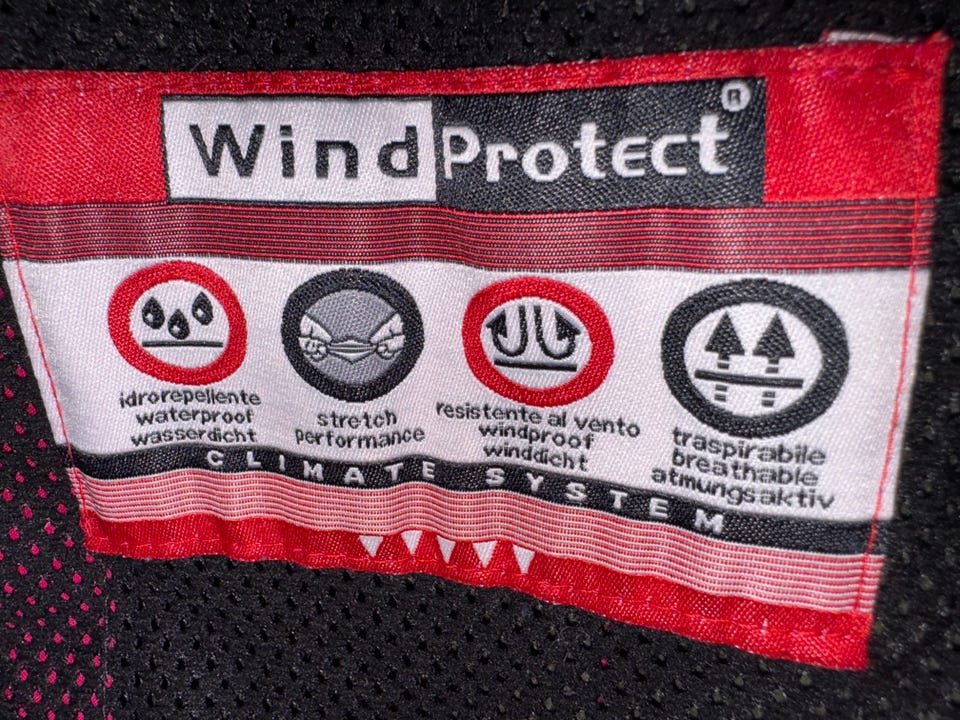 WindProtect®
idrorepellente
waterproof
wasserdicht
stretch
performance
resistente al vento
windproof
winddicht
traspirabile
breathable
atmungsaktiv
CLIMATE SYSTEM